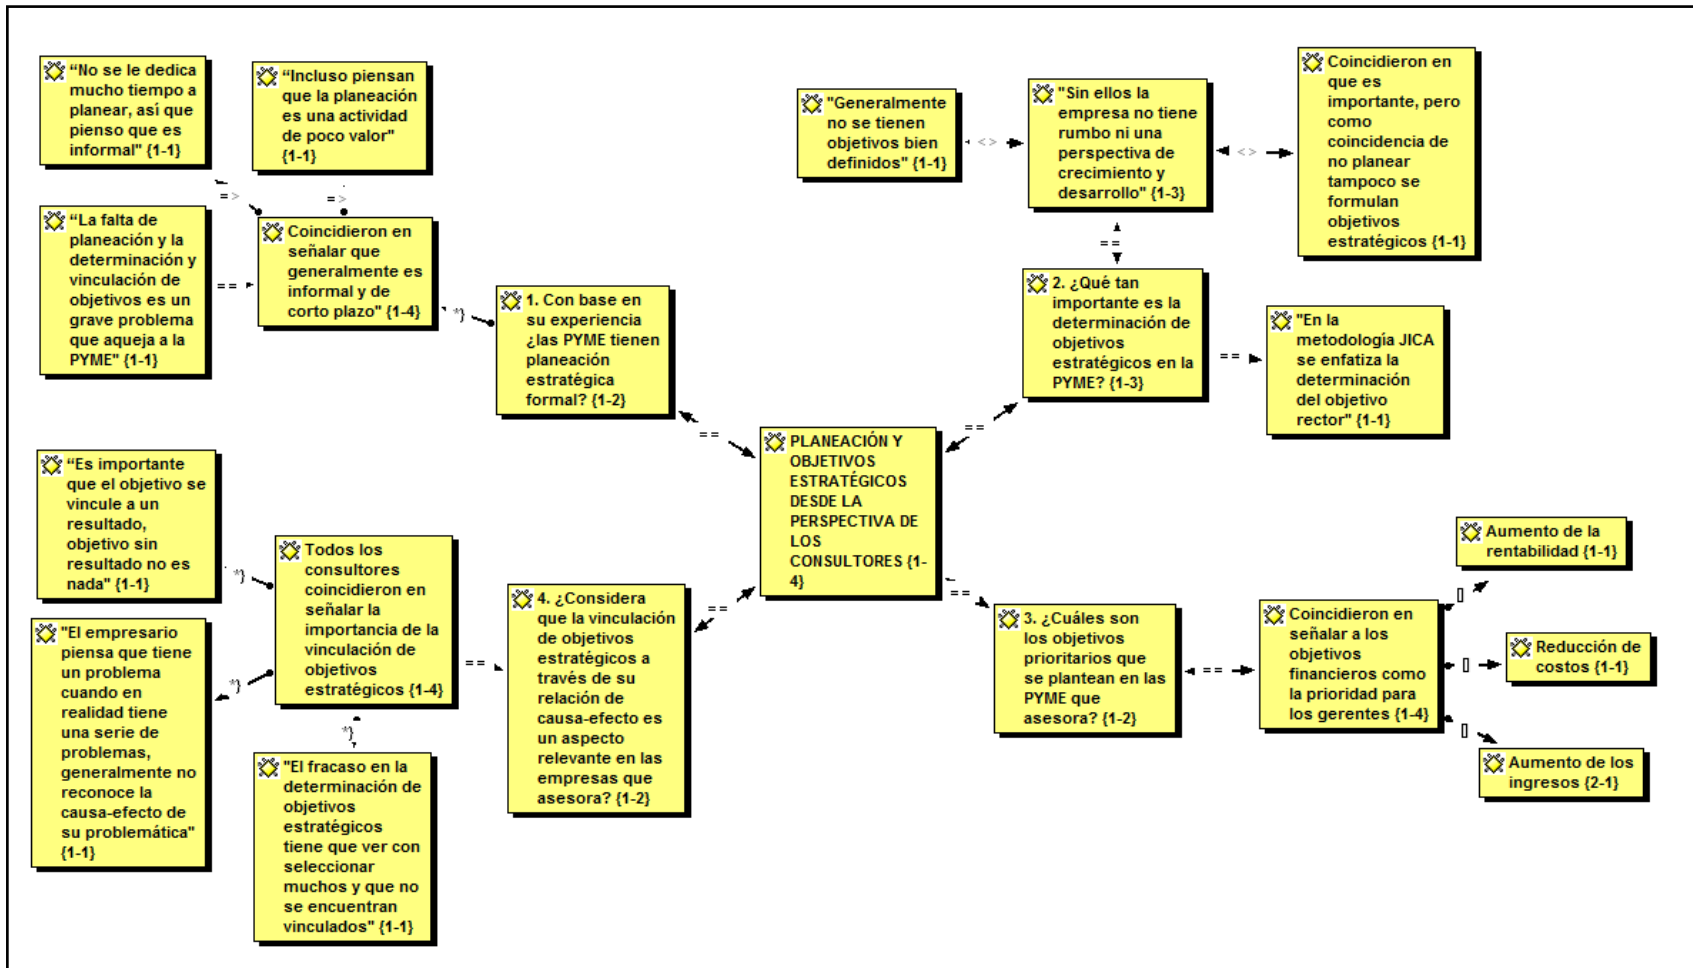 “No se le dedica
mucho tiempo a
planear, así que
pienso que es
informal" {1-1}
“Incluso piensan
que la planeación
es una actividad
de poco valor"
{1-1}
=>
=>
“La falta de
planeación y la
determinación y
vinculación de
objetivos es un
grave problema
que aqueja a la
PYME" {1-1}
==
Coincidieron en
señalar que
generalmente es
informal y de
corto plazo" {1-4}
*}
1. Con base en
su experiencia
¿las PYME tienen
planeación
estratégica
formal? {1-2}
==
"Generalmente
no se tienen
objetivos bien
definidos" {1-1}
<>
"Sin ellos la
empresa no tiene
rumbo ni una
perspectiva de
crecimiento y
desarrollo" {1-3}
<>
Coincidieron en
que es
importante, pero
como
coincidencia de
no planear
tampoco se
formulan
objetivos
estratégicos {1-1}
==
2. ¿Qué tan
importante es la
determinación de
objetivos
estratégicos en la
PYME? {1-3}
==
"En la
metodología JICA
se enfatiza la
determinación
del objetivo
rector" {1-1}
==
PLANEACIÓN Y
OBJETIVOS
ESTRATÉGICOS
DESDE LA
PERSPECTIVA DE
LOS
CONSULTORES {1-
4}
“Es importante
que el objetivo se
vincule a un
resultado,
objetivo sin
resultado no es
nada" {1-1}
*}
"El empresario
piensa que tiene
un problema
cuando en
realidad tiene
una serie de
problemas,
generalmente no
reconoce la
causa-efecto de
su problemática"
{1-1}
*}
Todos los
consultores
coincidieron en
señalar la
importancia de la
vinculación de
objetivos
estratégicos {1-4}
*}
"El fracaso en la
determinación de
objetivos
estratégicos
tiene que ver con
seleccionar
muchos y que no
se encuentran
vinculados" {1-1}
==
4. ¿Considera
que la vinculación
de objetivos
estratégicos a
través de su
relación de
causa-efecto es
un aspecto
relevante en las
empresas que
asesora? {1-2}
==
==
3. ¿Cuáles son
los objetivos
prioritarios que
se plantean en las
PYME que
asesora? {1-2}
==
Coincidieron en
señalar a los
objetivos
financieros como
la prioridad para
los gerentes {1-4}
[]
Aumento de la
rentabilidad {1-1}
[]
Reducción de
costos {1-1}
[]
Aumento de los
ingresos {2-1}